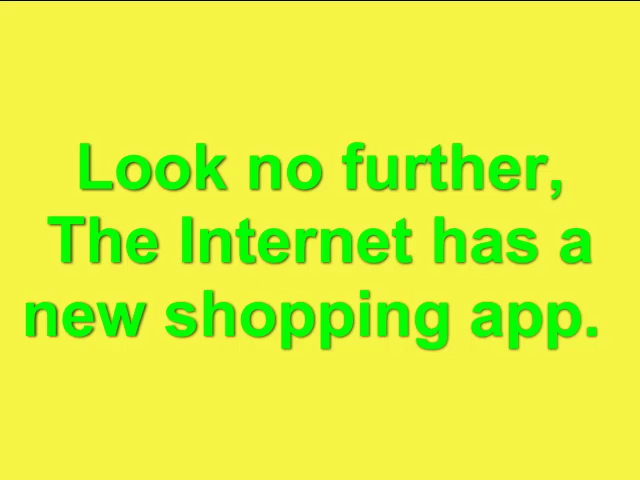 Look no further,
The Internet has a
new shopping app.